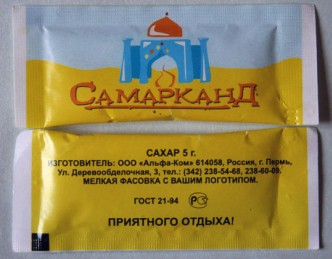 САМАРКАНД
САХАР 5 г.
ИЗГОТОВИТЕЛЬ: ООО «Альфа-Ком» 614058, Россия, г. Пермь,
Ул. Деревообделочная, 3, тел.: (342) 238-54-68, 238-60-09.
МЕЛКАЯ ФАСОВКА С ВАШИМ ЛОГОТИПОМ.
ГОСТ 21-94
ПРИЯТНОГО ОТДЫХА!